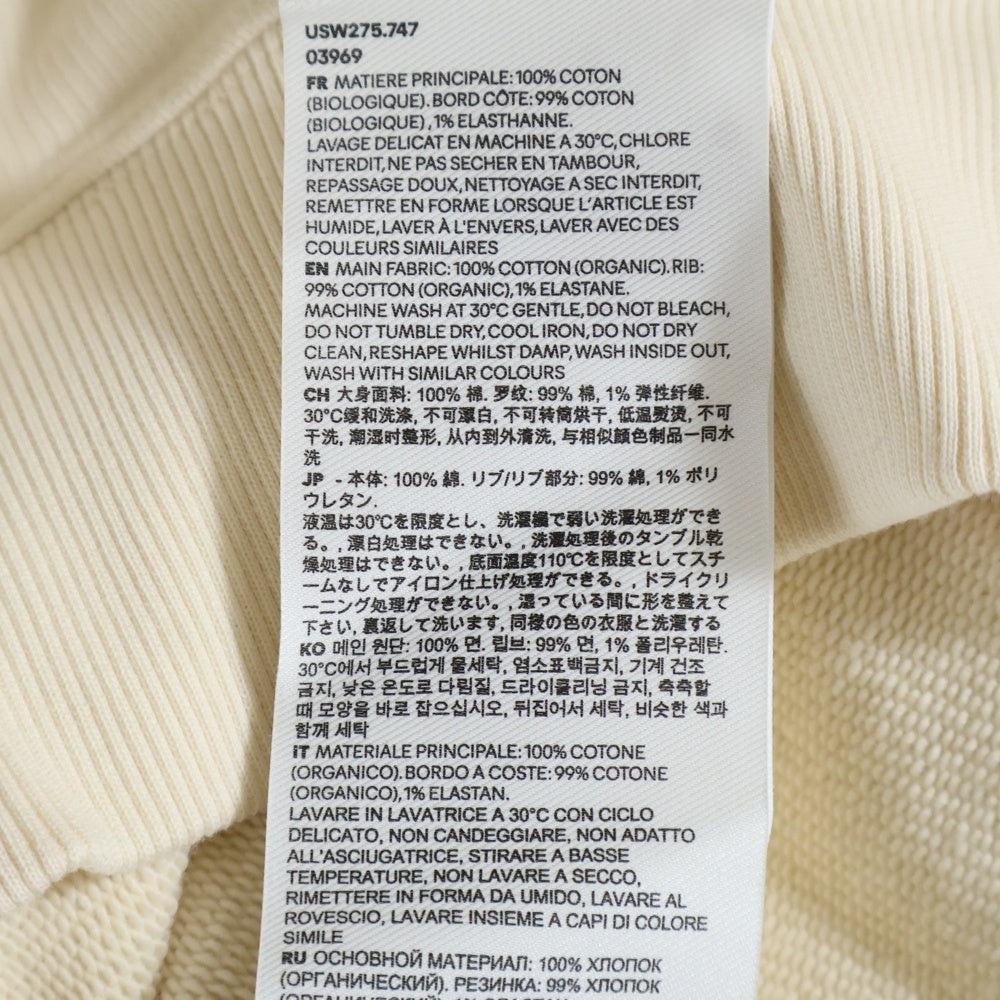 USW275.747
03969
FR MATIERE PRINCIPALE: 100% COTON
(BIOLOGIQUE). BORD CÔTE: 99% COTON
(BIOLOGIQUE), 1% ELASTHANNE.
LAVAGE DELICAT EN MACHINE A 30°C, CHLORE
INTERDIT, NE PAS SECHER EN TAMBOUR,
REPASSAGE DOUX, NETTOYAGE A SEC INTERDIT,
REMETTRE EN FORME LORSQUE L'ARTICLE EST
HUMIDE, LAVER À L'ENVERS, LAVER AVEC DES
COULEURS SIMILAIRES
EN MAIN FABRIC: 100% COTTON (ORGANIC). RIB:
99% COTTON (ORGANIC), 1% ELASTANE.
MACHINE WASH AT 30°C GENTLE, DO NOT BLEACH,
DO NOT TUMBLE DRY, COOL IRON, DO NOT DRY
CLEAN, RESHAPE WHILST DAMP, WASH INSIDE OUT,
WASH WITH SIMILAR COLOURS
CH 大身面料: 100% 棉. 罗纹: 99% 棉, 1% 弹性纤维.
30°C缓和洗涤, 不可漂白, 不可转筒烘干, 低温熨烫, 不可
干洗, 潮湿时整形, 从内到外清洗, 与相似颜色制品一同水
洗
JP - 本体: 100% 綿. リブ/リブ部分: 99% 綿, 1% ポリ
ウレタン.
液温は30℃を限度とし、洗濯機で弱い洗濯処理ができ
る。, 漂白処理はできない。, 洗濯処理後のタンブル乾
燥処理はできない。, 底面温度110℃を限度としてスチ
ームなしでアイロン仕上げ処理ができる。, ドライクリ
ーニング処理ができない。, 湿っている間に形を整えて
下さい, 裏返して洗います, 同様の色の衣服と洗濯する
KO 메인 원단: 100% 면. 립브: 99% 면, 1% 폴리우레탄.
30°C에서 부드럽게 물세탁, 염소표백금지, 기계 건조
금지, 낮은 온도로 다림질, 드라이클리닝 금지, 축축할
때 모양을 바로 잡으십시오, 뒤집어서 세탁, 비슷한 색과
함께 세탁
IT MATERIALE PRINCIPALE: 100% COTONE
(ORGANICO). BORDO A COSTE: 99% COTONE
(ORGANICO), 1% ELASTAN.
LAVARE IN LAVATRICE A 30°C CON CICLO
DELICATO, NON CANDEGGIARE, NON ADATTO
ALL'ASCIUGATRICE, STIRARE A BASSE
TEMPERATURE, NON LAVARE A SECCO,
RIMETTERE IN FORMA DA UMIDO, LAVARE AL
ROVESCIO, LAVARE INSIEME A CAPI DI COLORE
SIMILE
RU ОСНОВНОЙ МАТЕРИАЛ: 100% ХЛОПОК
(ОРГАНИЧЕСКИЙ). РЕЗИНКА: 99% ХЛОПОК